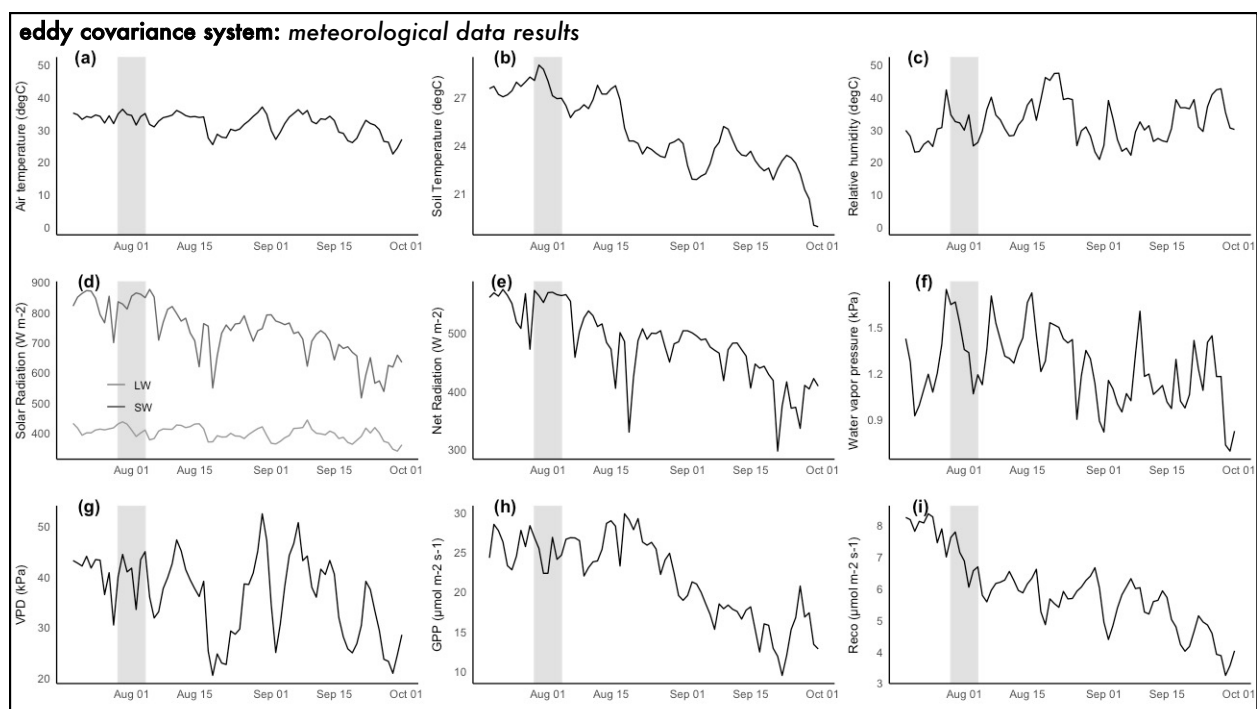 eddy covariance system: meteorological data results
(a)
Air temperature (degC)
50
40
30
20
10
0
Aug 01
Aug 15
Sep 01
Sep 15
Oct 01
(b)
Soil Temperature (degC)
27
24
21
Aug 01
Aug 15
Sep 01
Sep 15
Oct 01
(c)
Relative humidity (degC)
50
40
30
20
10
0
Aug 01
Aug 15
Sep 01
Sep 15
Oct 01
(d)
Solar Radiation (W m-2)
900
800
700
600
500
400
LW
SW
Aug 01
Aug 15
Sep 01
Sep 15
Oct 01
(e)
Net Radiation (W m-2)
500
400
300
Aug 01
Aug 15
Sep 01
Sep 15
Oct 01
(f)
Water vapor pressure (kPa)
1.5
1.2
0.9
Aug 01
Aug 15
Sep 01
Sep 15
Oct 01
(g)
VPD (kPa)
50
40
30
20
Aug 01
Aug 15
Sep 01
Sep 15
Oct 01
(h)
GPP (μmol m-2 s-1)
30
25
20
15
10
Aug 01
Aug 15
Sep 01
Sep 15
Oct 01
(i)
Reco (μmol m-2 s-1)
8
7
6
5
4
3
Aug 01
Aug 15
Sep 01
Sep 15
Oct 01